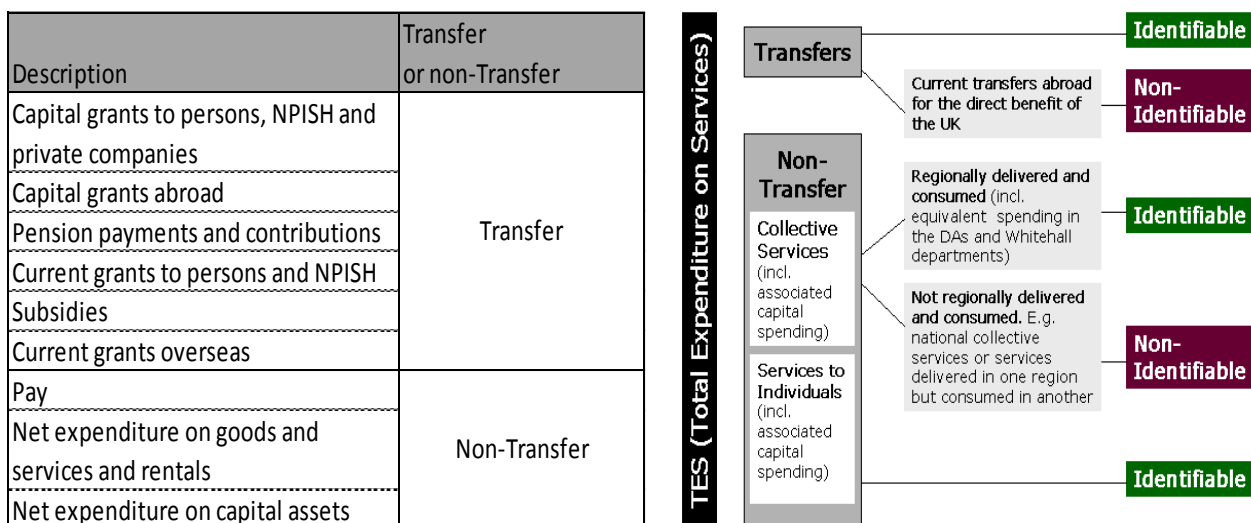 Description
Transfer
or non-Transfer
Capital grants to persons, NPISH and
private companies
Capital grants abroad
Pension payments and contributions
Current grants to persons and NPISH
Subsidies
Current grants overseas
Transfer
Pay
Net expenditure on goods and
services and rentals
Net expenditure on capital assets
Non-Transfer
TES (Total Expenditure on Services)
Transfers
Identifiable
Current transfers abroad
for the direct benefit of
the UK
Non-
Identifiable
Non-
Transfer
Collective
Services
(incl.
associated
capital
spending)
Regionally delivered and
consumed (incl.
equivalent spending in
the DAs and Whitehall
departments)
Identifiable
Not regionally delivered
and consumed. E.g.
national collective
services or services
delivered in one region
but consumed in another
Non-
Identifiable
Services to
Individuals
(incl.
associated
capital
spending)
Identifiable